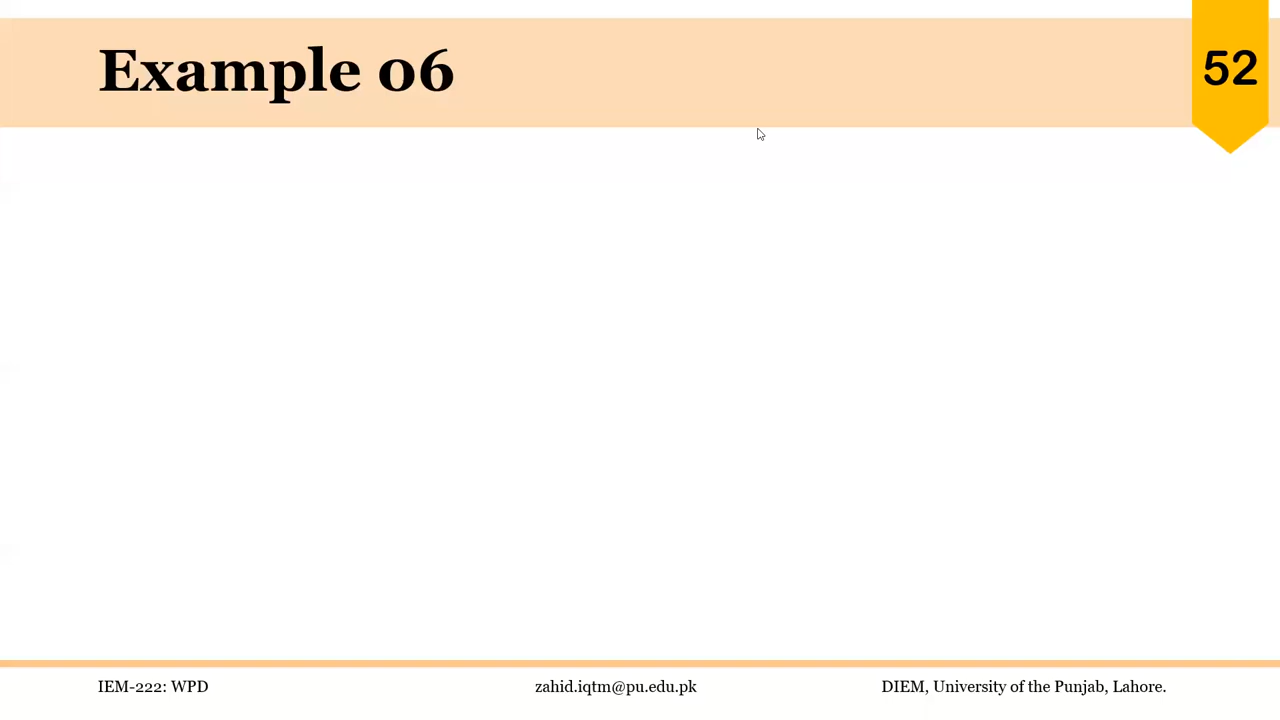 Example 06
52
IEM-222: WPD
zahid.iqtm@pu.edu.pk
DIEM, University of the Punjab, Lahore.